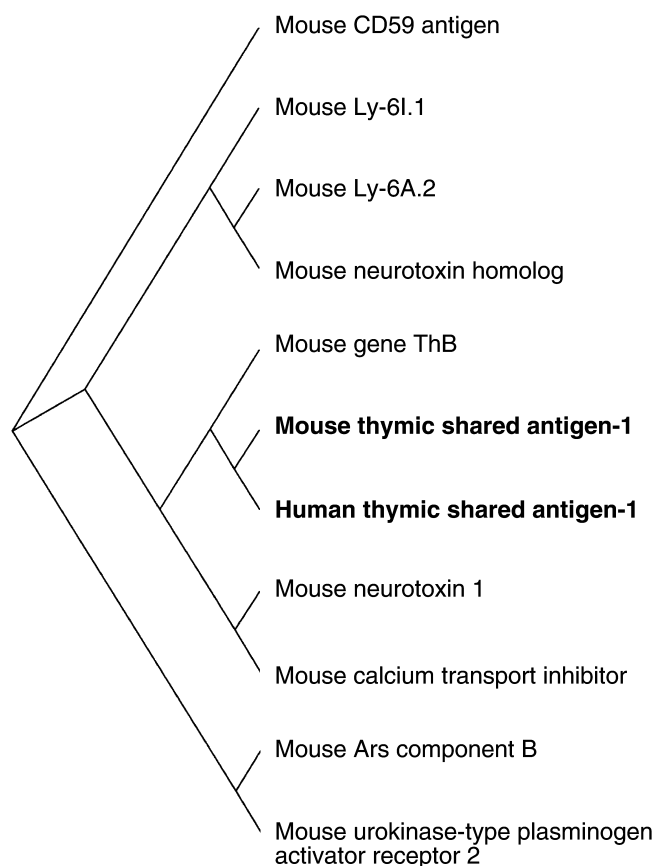 Mouse CD59 antigen
Mouse Ly-6I.1
Mouse Ly-6A.2
Mouse neurotoxin homolog
Mouse gene ThB
Mouse thymic shared antigen-1
Human thymic shared antigen-1
Mouse neurotoxin 1
Mouse calcium transport inhibitor
Mouse Ars component B
Mouse urokinase-type plasminogen
activator receptor 2